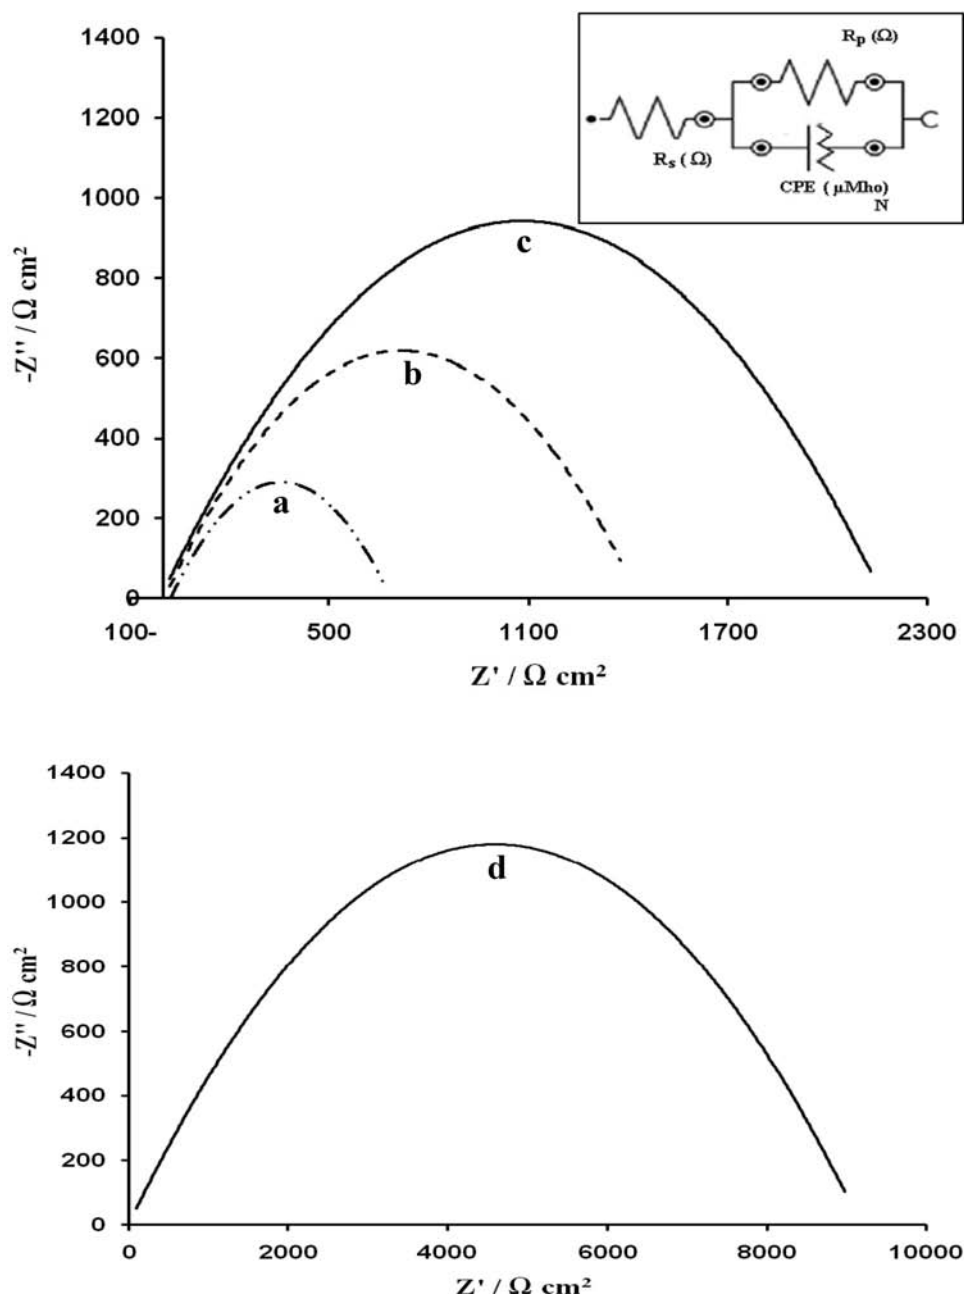 1400
1200
1000
800
600
400
200
0
-Z'' / Ω cm²
100-
500
1100
1700
2300
Z' / Ω cm²
a
b
c
Rp (Ω)
Rs ( Ω)
CPE ( µMho)
N
1400
1200
1000
800
600
400
200
0
-Z'' / Ω cm²
0
2000
4000
6000
8000
10000
Z' / Ω cm²
d